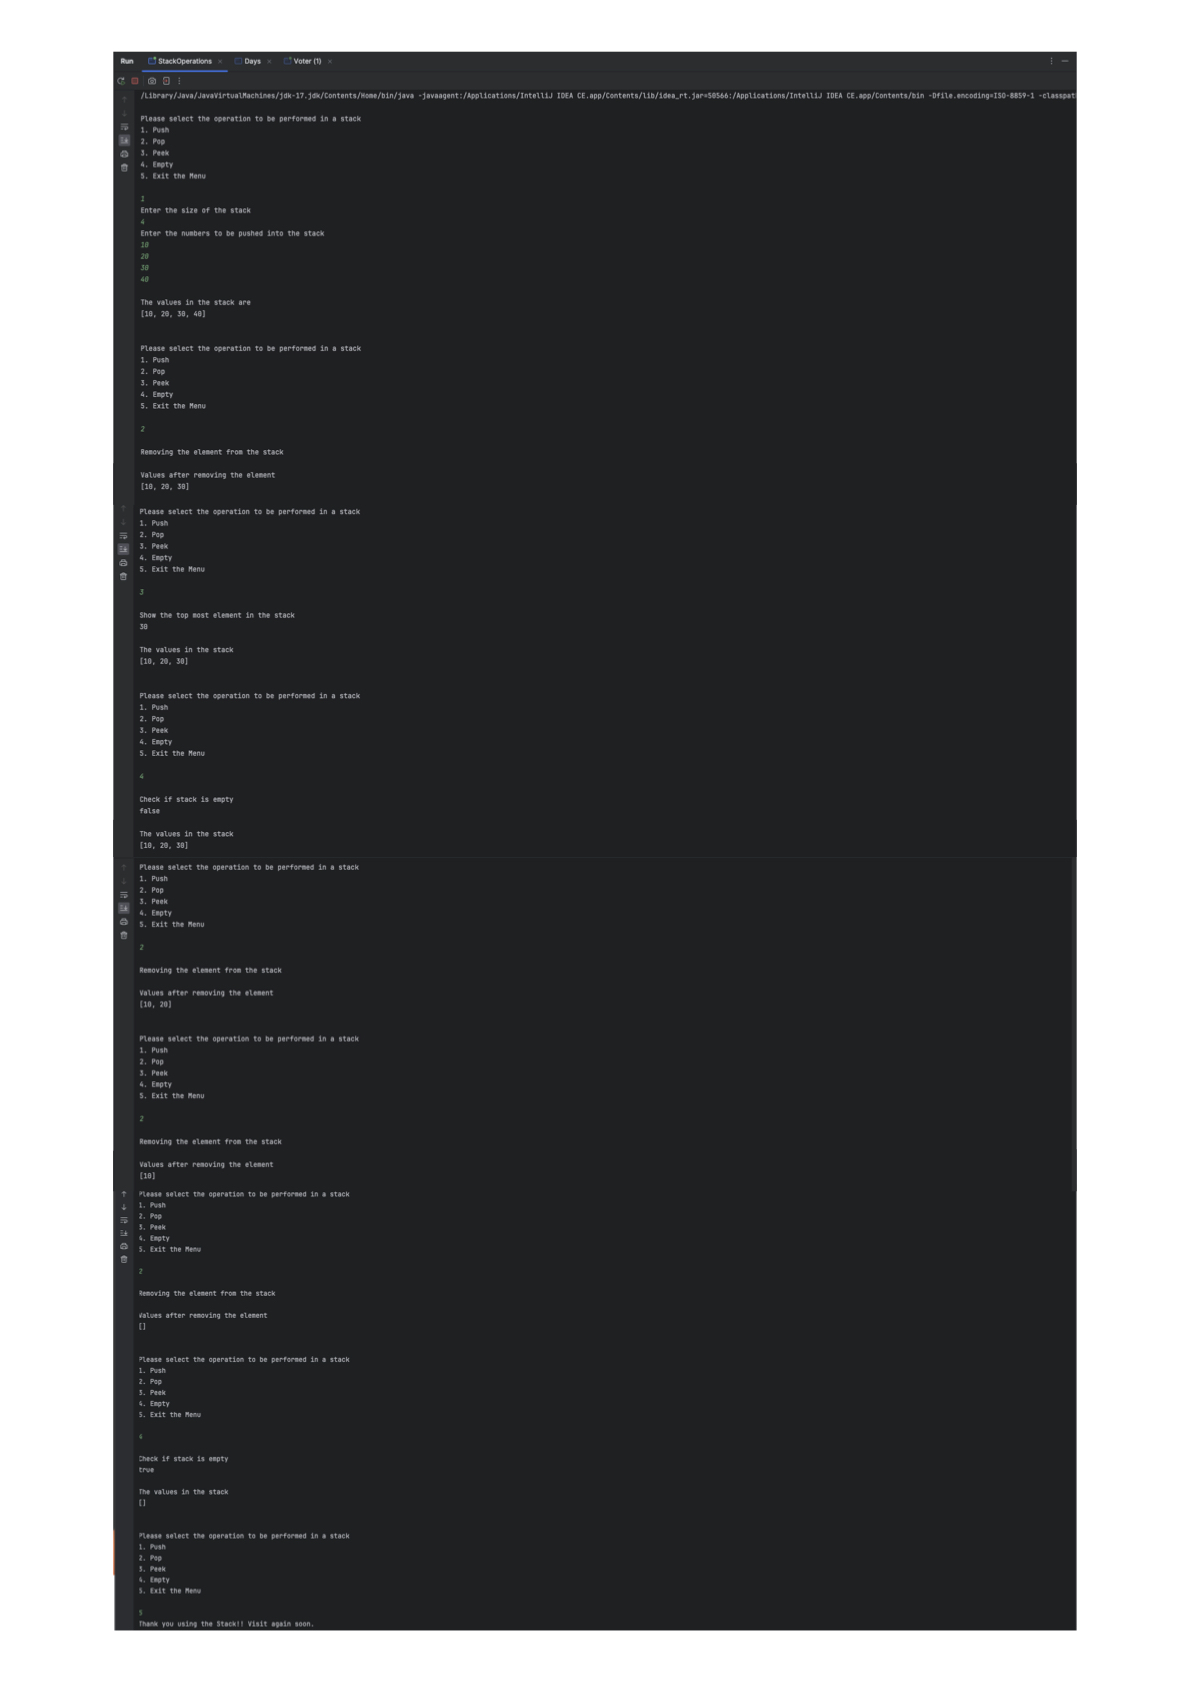 Run StackOperations × Days × Voter (1) ×
/Library/Java/JavaVirtualMachines/jdk-17.jdk/Contents/Home/bin/java -javaagent:/Applications/IntelliJ IDEA CE.app/Contents/lib/idea_rt.jar=50566:/Applications/IntelliJ IDEA CE.app/Contents/bin -Dfile.encoding=ISO-8859-1 -classpat
Please select the operation to be performed in a stack
1. Push
2. Pop
3. Peek
4. Empty
5. Exit the Menu
1
Enter the size of the stack
4
Enter the numbers to be pushed into the stack
10
20
30
40
The values in the stack are
[10, 20, 30, 40]
Please select the operation to be performed in a stack
1. Push
2. Pop
3. Peek
4. Empty
5. Exit the Menu
2
Removing the element from the stack
Values after removing the element
[10, 20, 30]
Please select the operation to be performed in a stack
1. Push
2. Pop
3. Peek
4. Empty
5. Exit the Menu
3
Show the top most element in the stack
30
The values in the stack
[10, 20, 30]
Please select the operation to be performed in a stack
1. Push
2. Pop
3. Peek
4. Empty
5. Exit the Menu
4
Check if stack is empty
false
The values in the stack
[10, 20, 30]
Please select the operation to be performed in a stack
1. Push
2. Pop
3. Peek
4. Empty
5. Exit the Menu
2
Removing the element from the stack
Values after removing the element
[10, 20]
Please select the operation to be performed in a stack
1. Push
2. Pop
3. Peek
4. Empty
5. Exit the Menu
2
Removing the element from the stack
Values after removing the element
[10]
Please select the operation to be performed in a stack
1. Push
2. Pop
3. Peek
4. Empty
5. Exit the Menu
2
Removing the element from the stack
Values after removing the element
[]
Please select the operation to be performed in a stack
1. Push
2. Pop
3. Peek
4. Empty
5. Exit the Menu
4
Check if stack is empty
true
The values in the stack
[]
Please select the operation to be performed in a stack
1. Push
2. Pop
3. Peek
4. Empty
5. Exit the Menu
5
Thank you using the Stack!! Visit again soon.